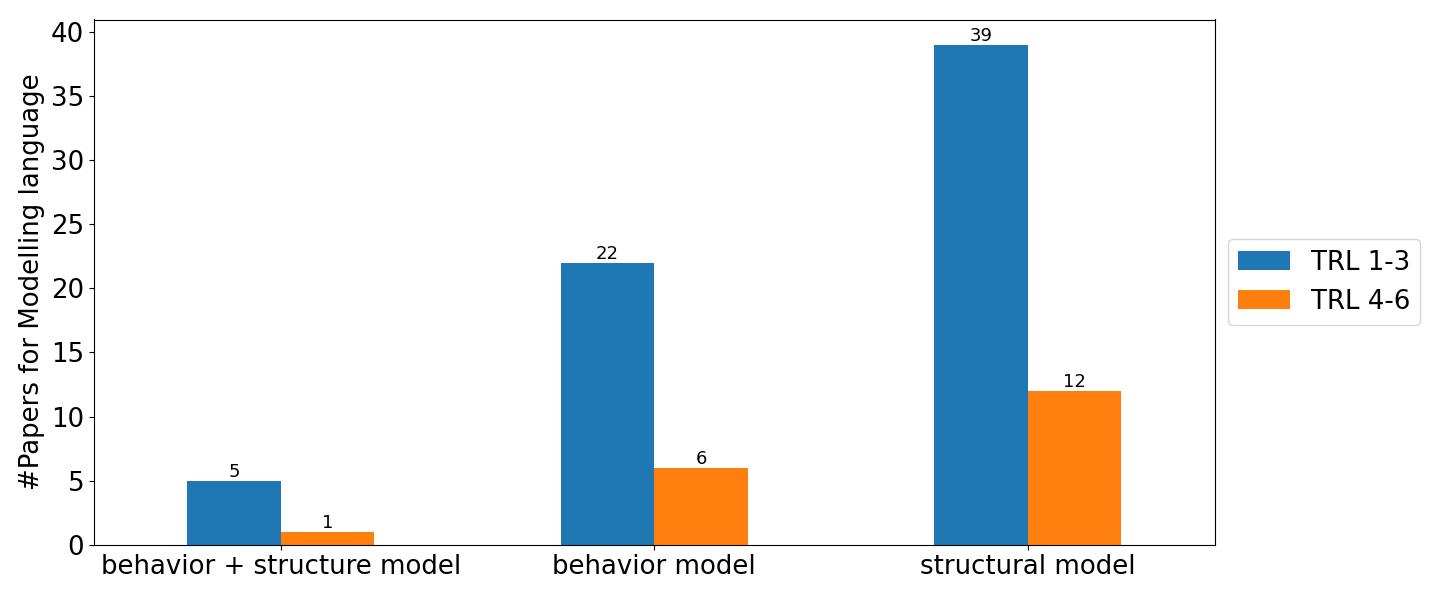 #Papers for Modelling language
40
35
30
25
20
15
10
5
0
5
1
22
6
39
12
behavior + structure model
behavior model
structural model
TRL 1-3
TRL 4-6